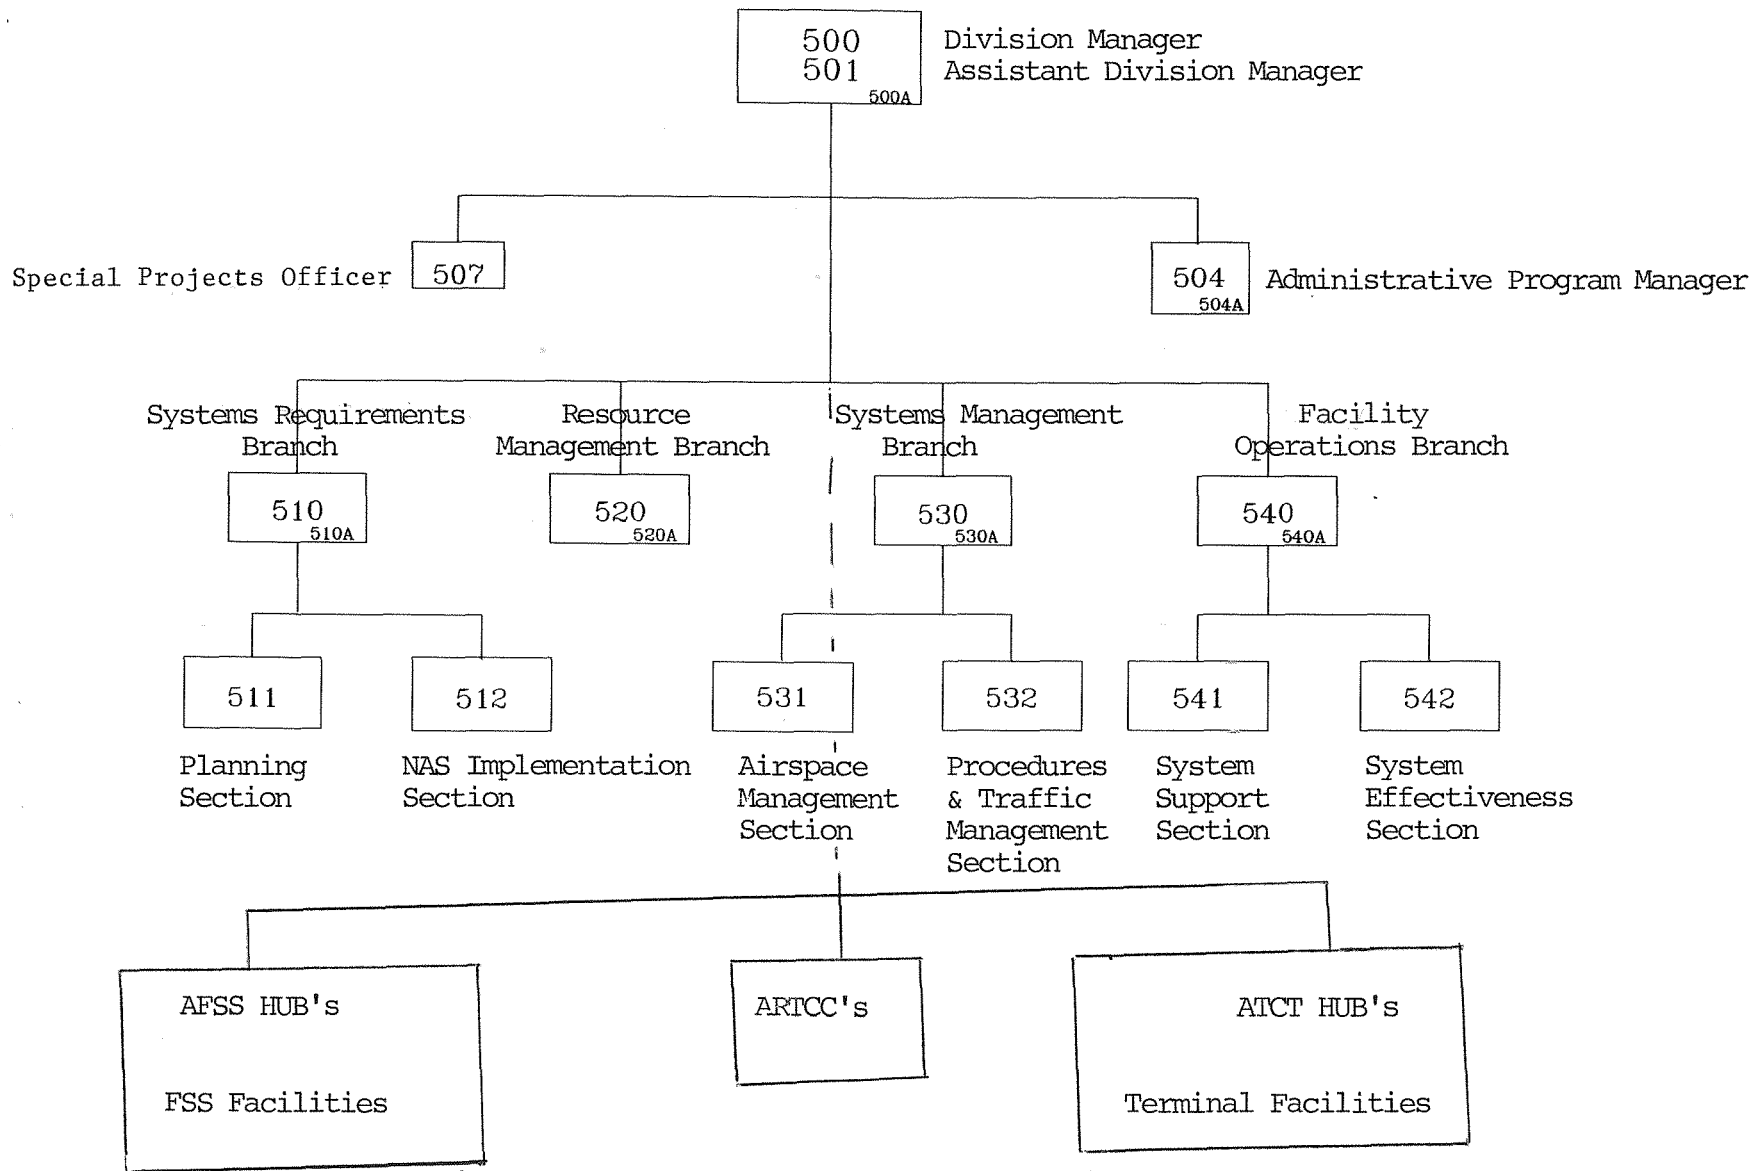 500 Division Manager
501 Assistant Division Manager
500A
Special Projects Officer 507
504 Administrative Program Manager
504A
Systems Requirements
Branch
510
510A
Resource
Management Branch
520
520A
Systems Management
Branch
530
530A
Facility
Operations Branch
540
540A
511
Planning
Section
512
NAS Implementation
Section
531
Airspace
Management
Section
532
Procedures
& Traffic
Management
Section
541
System
Support
Section
542
System
Effectiveness
Section
AFSS HUB's
FSS Facilities
ARTCC's
ATCT HUB's
Terminal Facilities